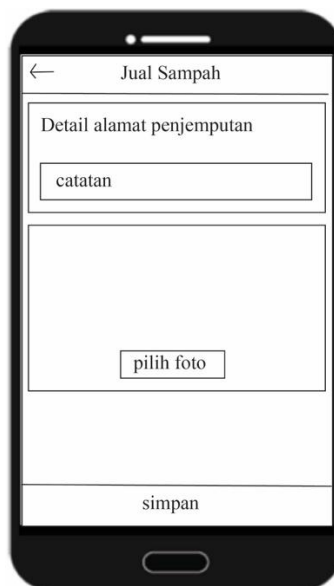 Jual Sampah
Detail alamat penjemputan
catatan
pilih foto
simpan